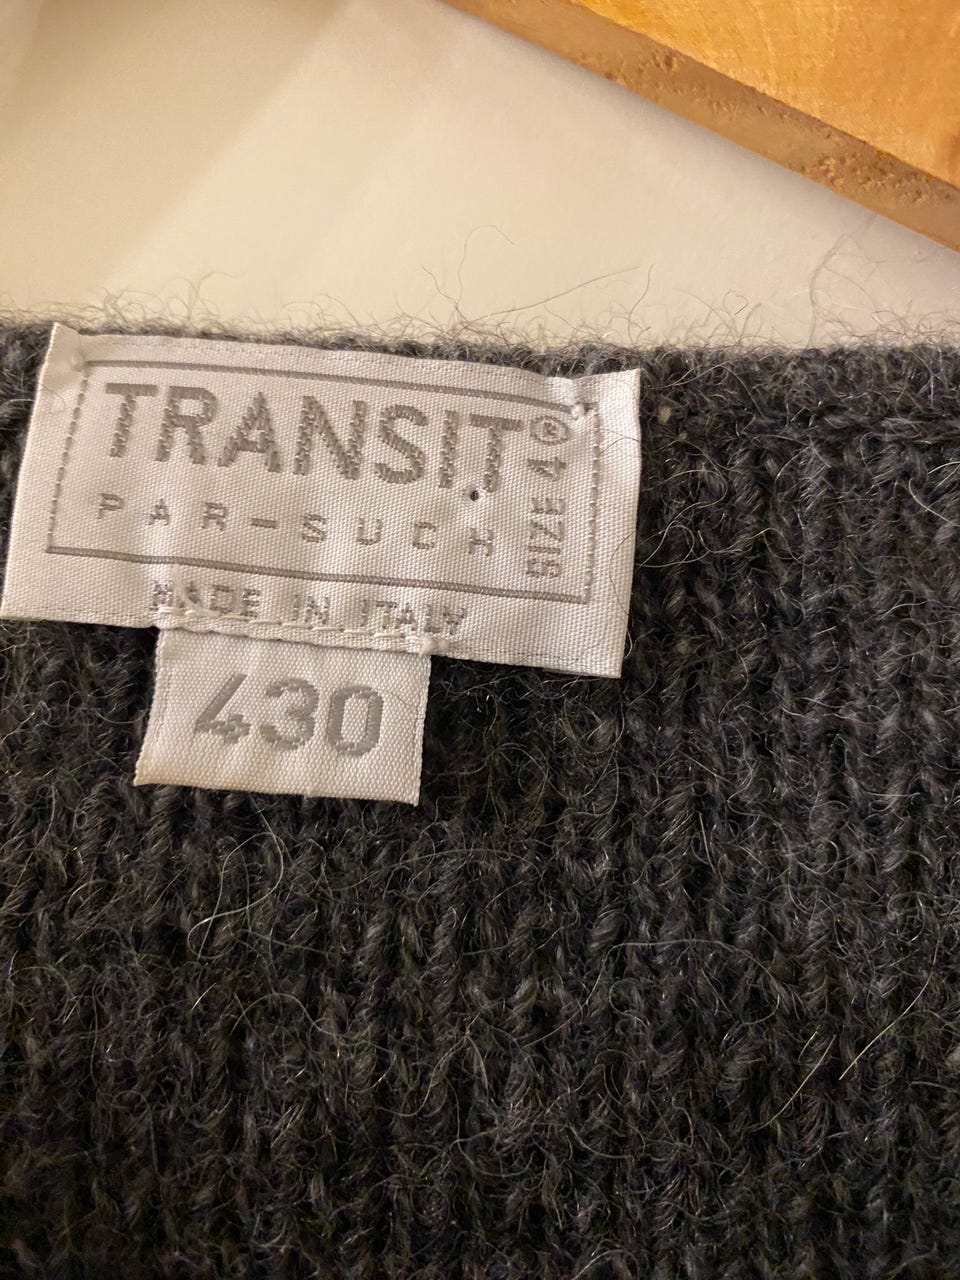 TRANSIT®
PAR-SUCH
SIZE 4
MADE IN ITALY
430